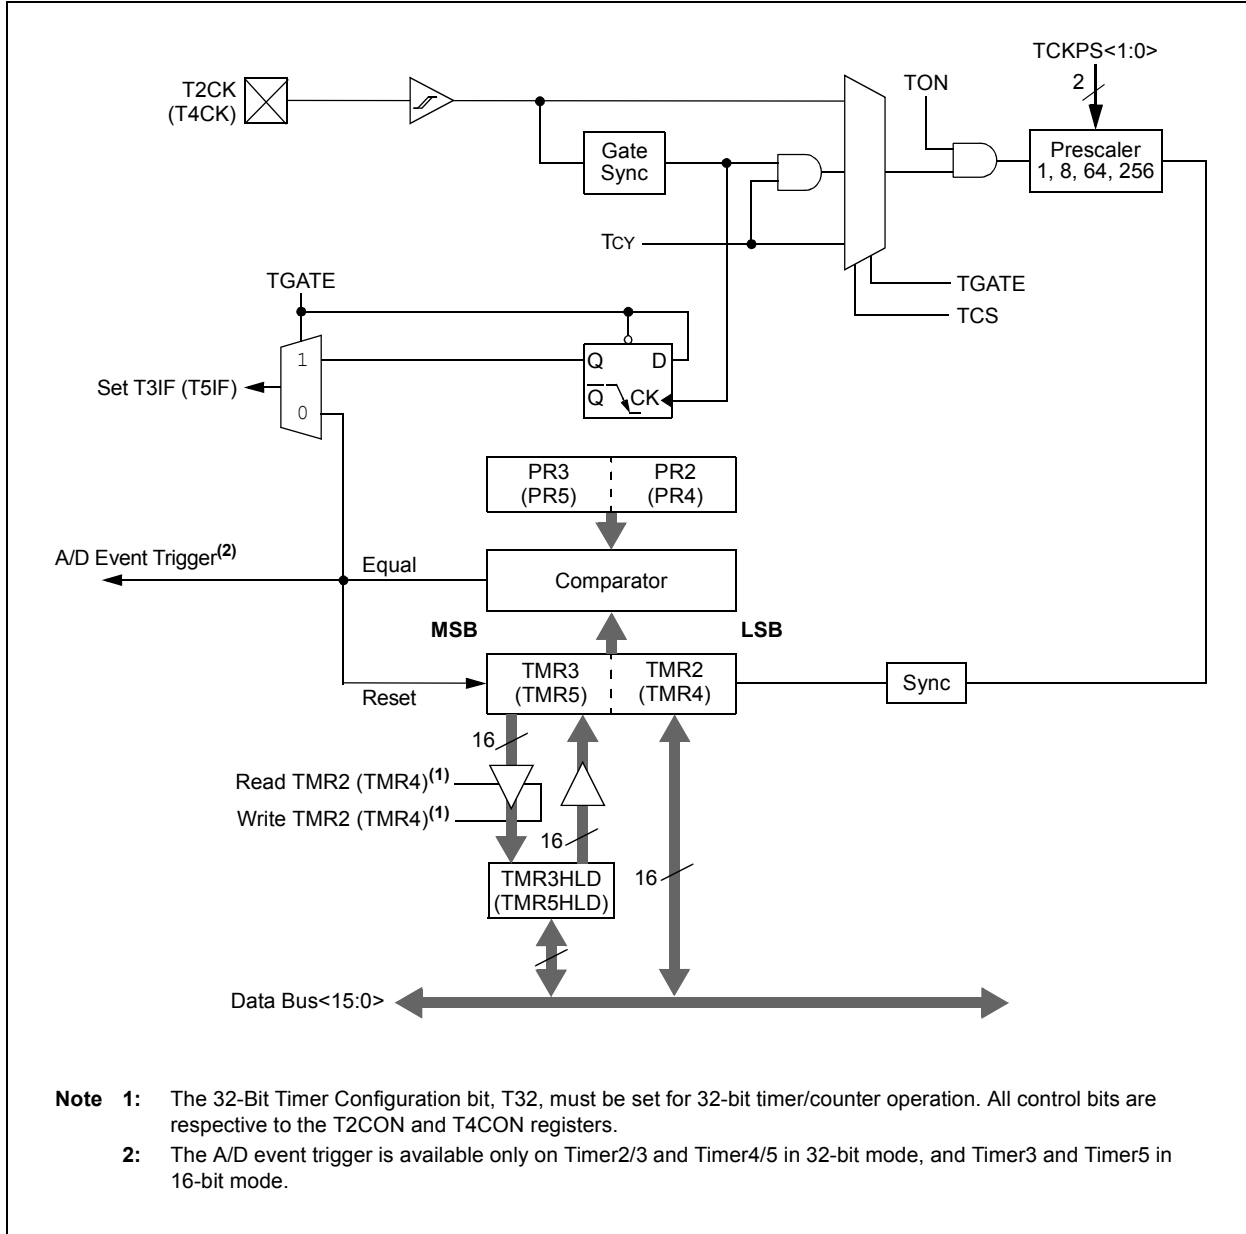 TCKPS<1:0>
2
TON
T2CK
(T4CK)
Gate
Sync
Prescaler
1, 8, 64, 256
TCY
TGATE
TCS
TGATE
1
0
Set T3IF (T5IF)
Q D
Q CK
PR3
(PR5)
PR2
(PR4)
A/D Event Trigger(2)
Equal
Comparator
MSB
LSB
TMR3
(TMR5)
TMR2
(TMR4)
Sync
Reset
16
Read TMR2 (TMR4)(1)
Write TMR2 (TMR4)(1)
16
16
TMR3HLD
(TMR5HLD)
Data Bus<15:0>
Note 1: The 32-Bit Timer Configuration bit, T32, must be set for 32-bit timer/counter operation. All control bits are
respective to the T2CON and T4CON registers.
2: The A/D event trigger is available only on Timer2/3 and Timer4/5 in 32-bit mode, and Timer3 and Timer5 in
16-bit mode.